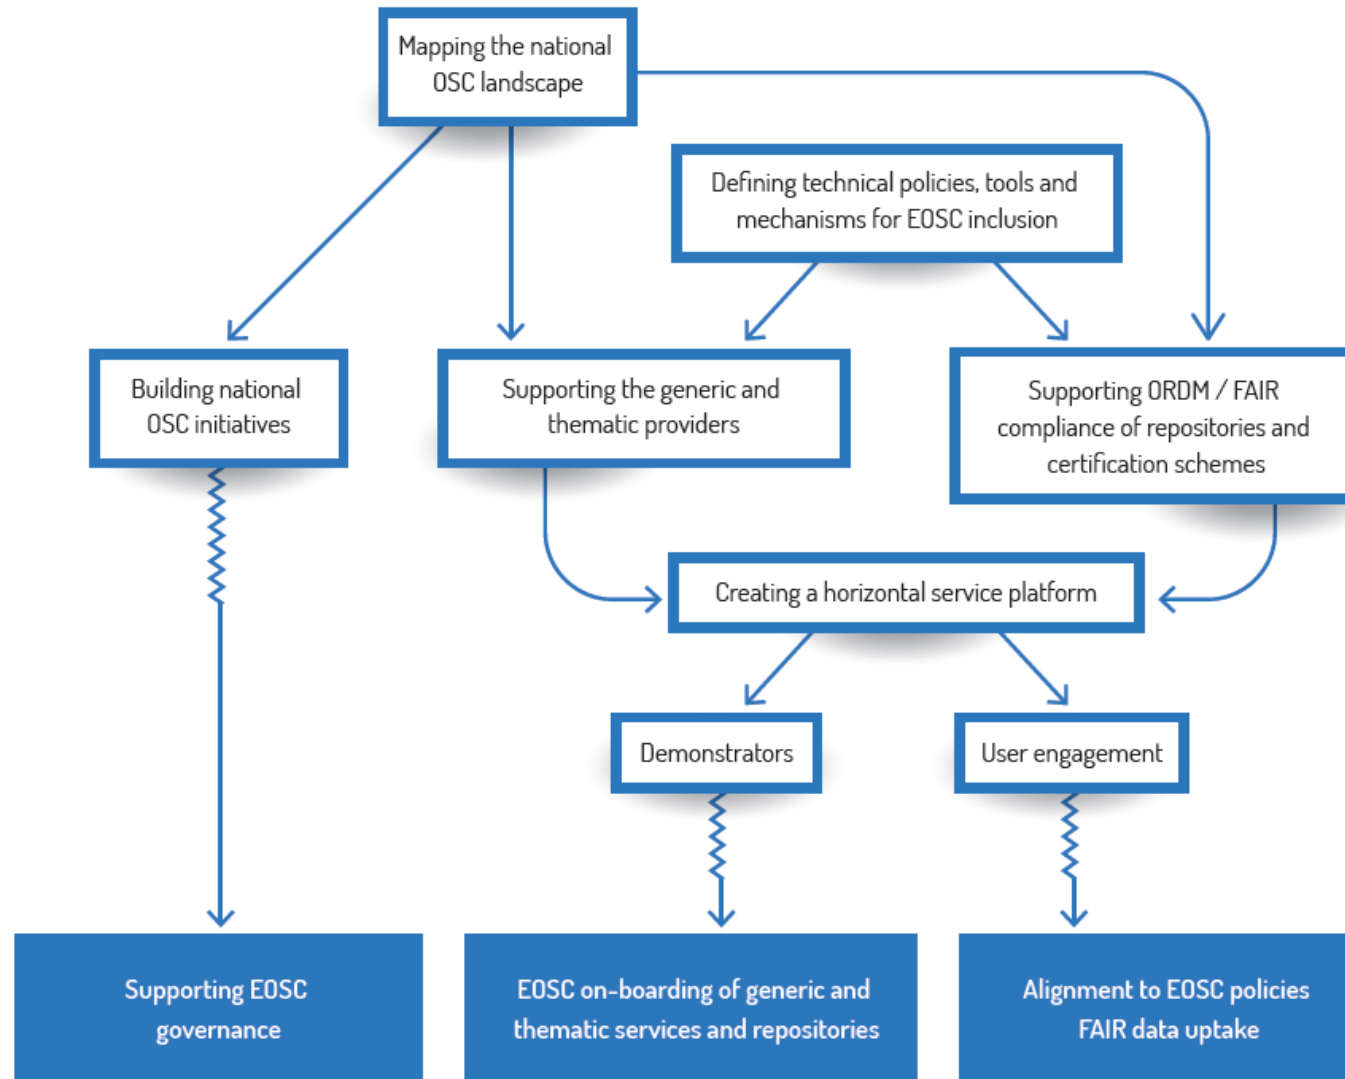 Mapping the national
OSC landscape
Defining technical policies, tools and
mechanisms for EOSC inclusion
Building national
OSC initiatives
Supporting the generic and
thematic providers
Supporting ORDM / FAIR
compliance of repositories and
certification schemes
Creating a horizontal service platform
Demonstrators
User engagement
Supporting EOSC
governance
EOSC on-boarding of generic and
thematic services and repositories
Alignment to EOSC policies
FAIR data uptake